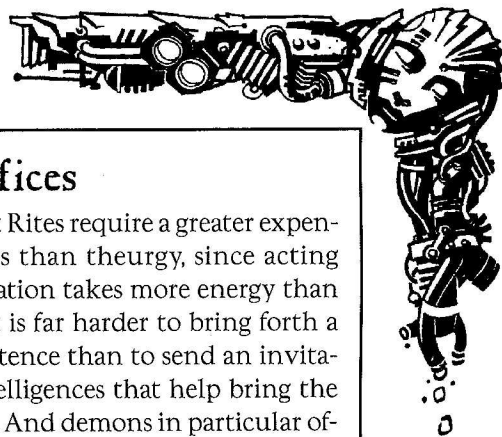 fices
t Rites require a greater expen-
s than theurgy, since acting
ation takes more energy than
t is far harder to bring forth a
tence than to send an invita-
elligences that help bring the
And demons in particular of-